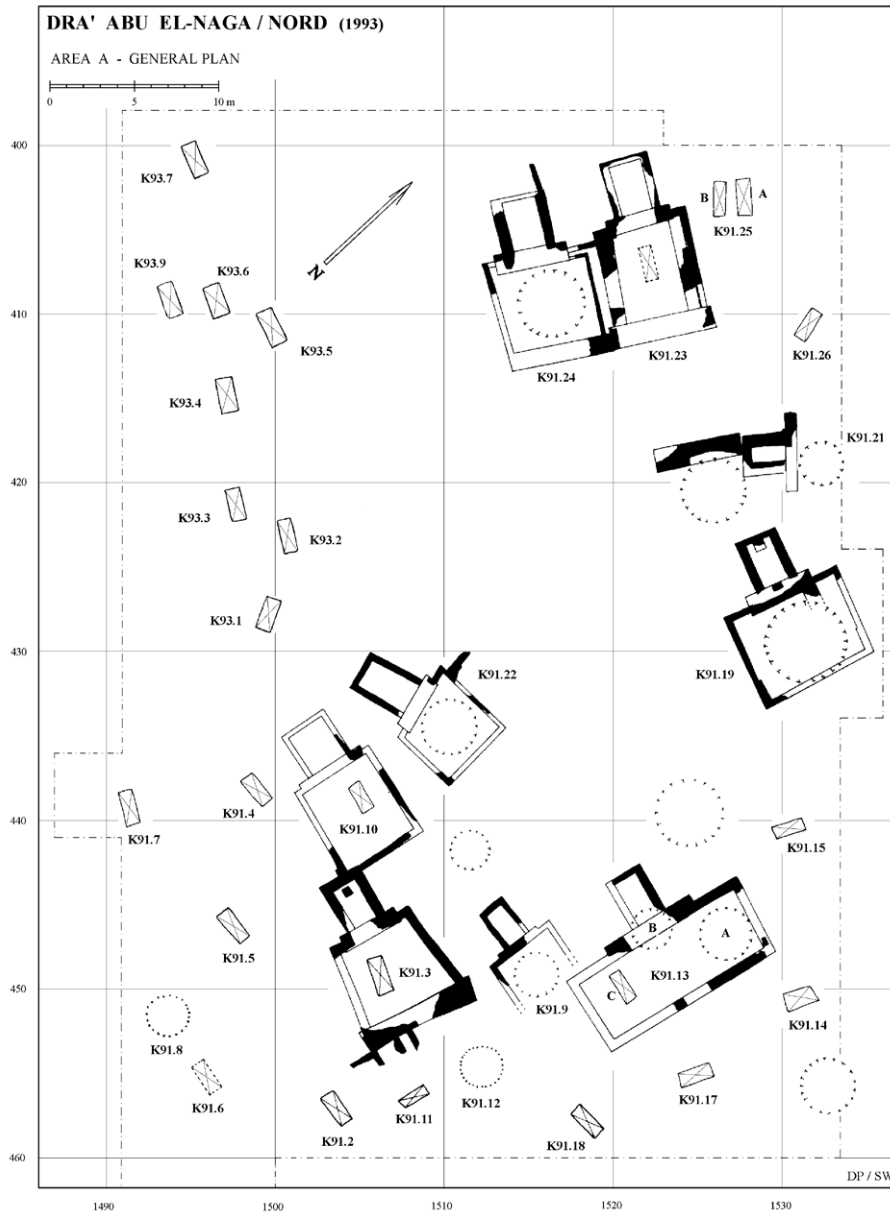 DRA' ABU EL-NAGA / NORD (1993)
AREA A - GENERAL PLAN
0 5 10 m
400
K93.7
B A
K91.25
N
K93.9 K93.6
410
K93.5
K91.26
K91.24 K91.23
K93.4
K91.21
420
K93.3
K93.2
K93.1
430
K91.22 K91.19
K91.4
K91.10
440
K91.7
K91.15
K91.5
B A
K91.3 K91.13
C
450
K91.9 K91.14
K91.8
K91.6 K91.12 K91.17
K91.2 K91.11
K91.18
460
DP / SW
1490 1500 1510 1520 1530